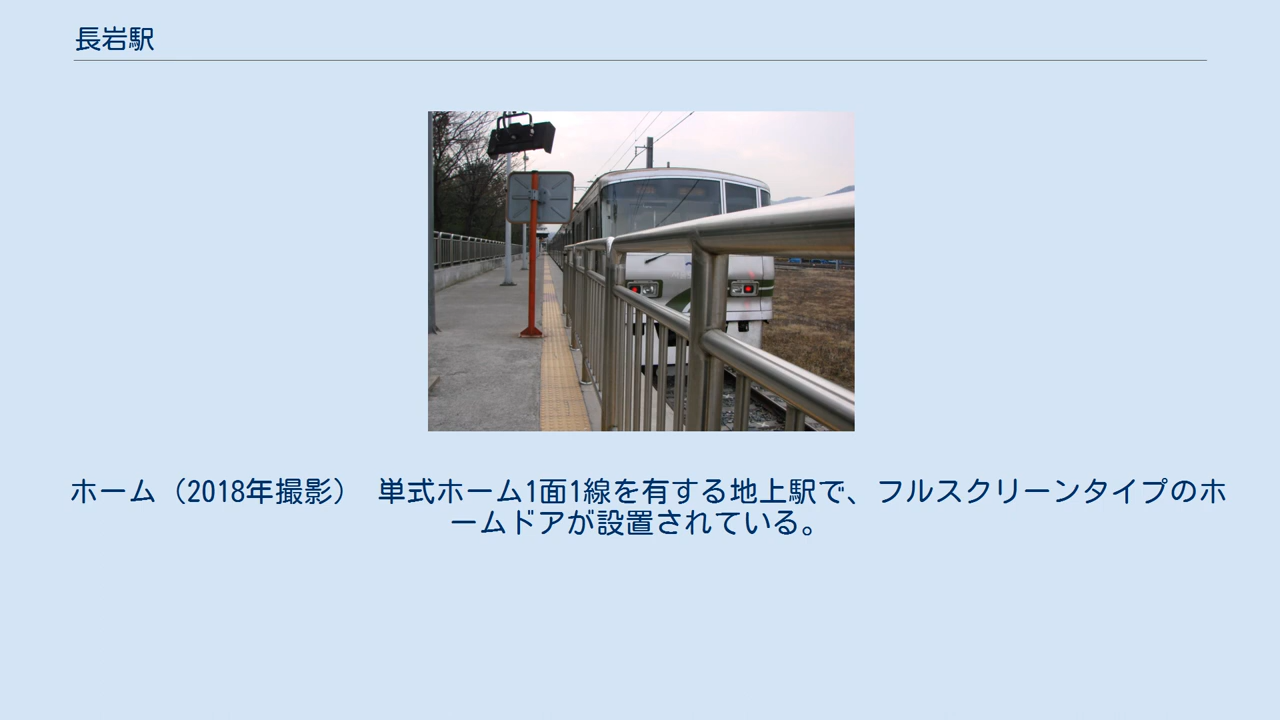 長岩駅
ホーム（2018年撮影） 単式ホーム1面1線を有する地上駅で、フルスクリーンタイプのホ
ームドアが設置されている。